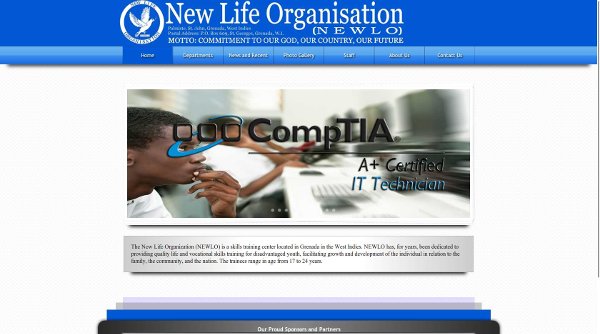 New Life Organisation
(NEWLO)
Palmiste, St. John, Grenada, West Indies
Postal Address: P.O. Box 609, St. Georges, Grenada, W.I.
MOTTO: COMMITMENT TO OUR GOD, OUR COUNTRY, OUR FUTURE
Home Departments News and Recent Photo Gallery Staff About Us Contact Us
CompTIA®
A+ Certified
IT Technician
The New Life Organization (NEWLO) is a skills training center located in Grenada in the West Indies. NEWLO has, for years, been dedicated to
providing quality life and vocational skills training for disadvantaged youth, facilitating growth and development of the individual in relation to the
family, the community, and the nation. The trainees range in age from 17 to 24 years.
Our Proud Sponsors and Partners